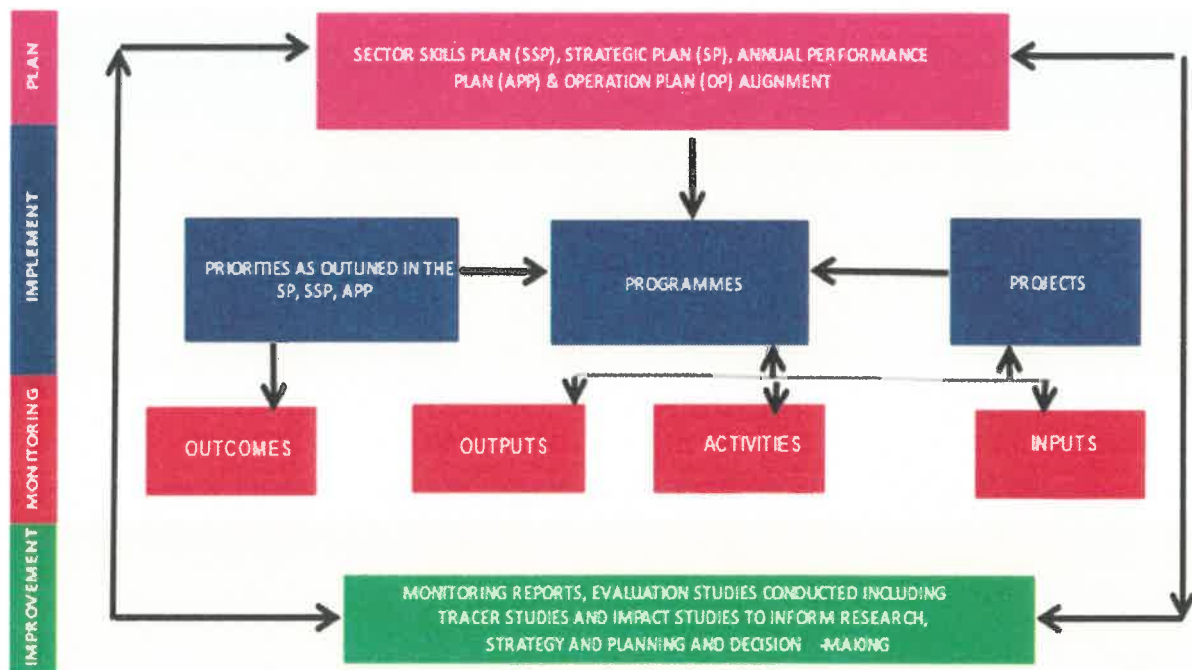 PLAN
SECTOR SKILLS PLAN (SSP), STRATEGIC PLAN (SP), ANNUAL PERFORMANCE
PLAN (APP) & OPERATION PLAN (OP) ALIGNMENT
IMPLEMENT
PRIORITIES AS OUTLINED IN THE
SP, SSP, APP
PROGRAMMES
PROJECTS
MONITORING
OUTCOMES
OUTPUTS
ACTIVITIES
INPUTS
IMPROVEMENT
MONITORING REPORTS, EVALUATION STUDIES CONDUCTED INCLUDING
TRACER STUDIES AND IMPACT STUDIES TO INFORM RESEARCH,
STRATEGY AND PLANNING AND DECISION -MAKING